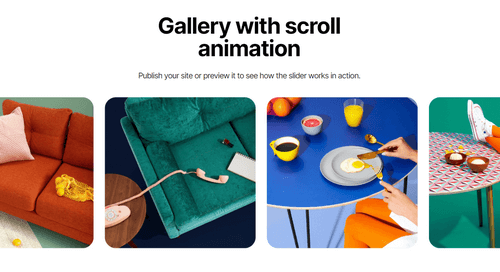 Gallery with scroll
animation
Publish your site or preview it to see how the slider works in action.